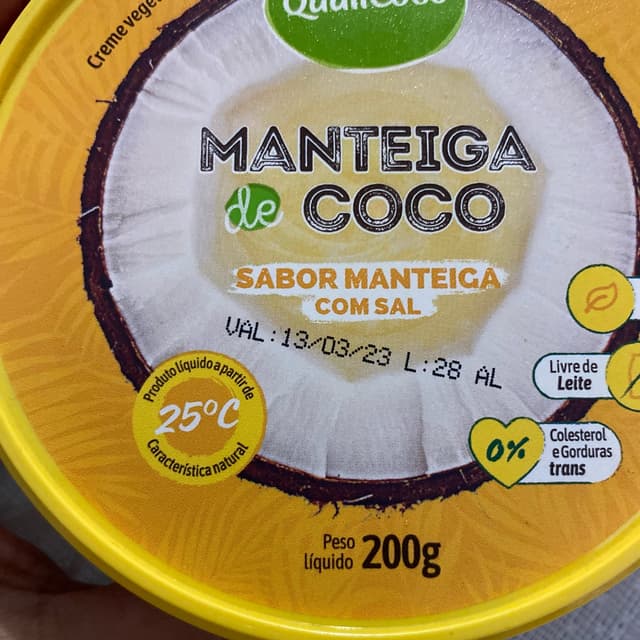 QualiCoco
Creme vege
MANTEIGA
de COCO
SABOR MANTEIGA
COM SAL
VAL:13/03/23 L:28 AL
Produto líquido a partir de
25ºC
Característica natural
Livre de
Leite
0%
Colesterol
e Gorduras
trans
Peso
líquido 200g